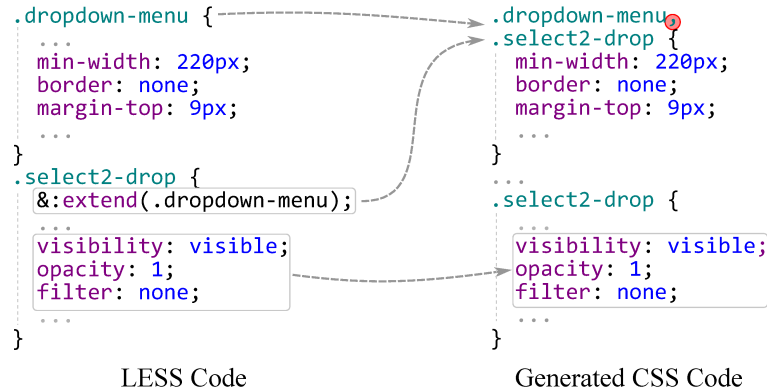 .dropdown-menu {
...
min-width: 220px;
border: none;
margin-top: 9px;
...
}
.select2-drop {
&:extend(.dropdown-menu);
...
visibility: visible;
opacity: 1;
filter: none;
...
}
LESS Code
.dropdown-menu,
.select2-drop {
min-width: 220px;
border: none;
margin-top: 9px;
...
}
...
.select2-drop {
...
visibility: visible;
opacity: 1;
filter: none;
...
}
Generated CSS Code